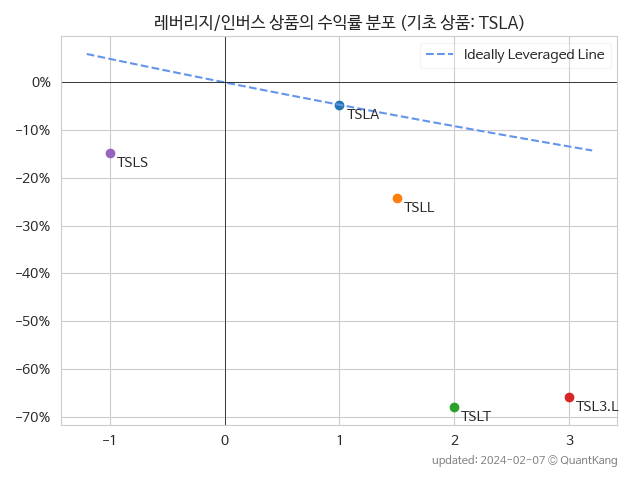 레버리지/인버스 상품의 수익률 분포 (기초 상품: TSLA)
Ideally Leveraged Line
0%
TSLA
−10%
TSLS
−20%
TSLL
−30%
−40%
−50%
−60%
TSL3.L
TSLT
−70%
−1 0 1 2 3
updated: 2024-02-07 © QuantKang